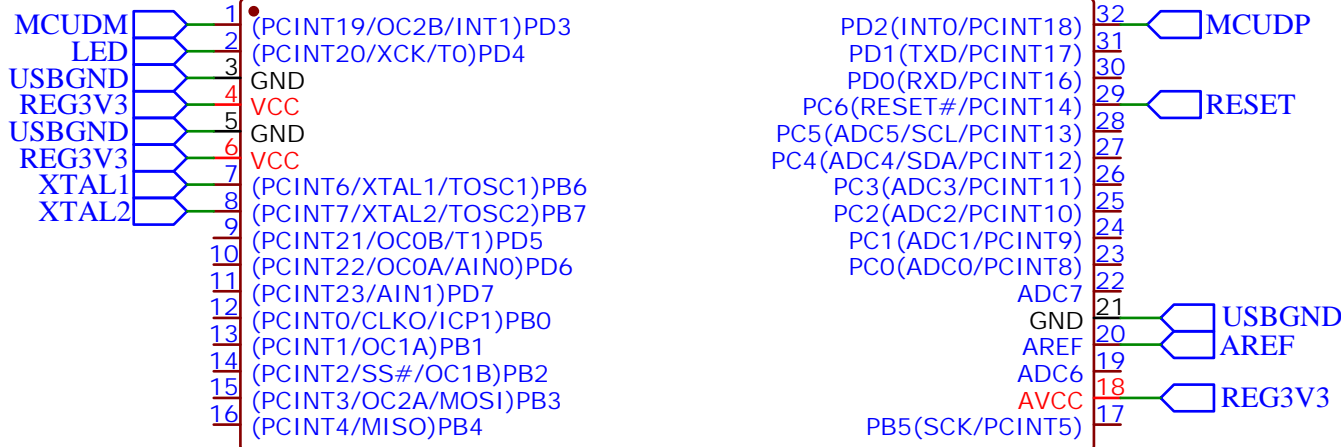 MCUDM 1 (PCINT19/OC2B/INT1)PD3
LED 2 (PCINT20/XCK/T0)PD4
USBGND 3 GND
REG3V3 4 VCC
USBGND 5 GND
REG3V3 6 VCC
XTAL1 7 (PCINT6/XTAL1/TOSC1)PB6
XTAL2 8 (PCINT7/XTAL2/TOSC2)PB7
9 (PCINT21/OC0B/T1)PD5
10 (PCINT22/OC0A/AIN0)PD6
11 (PCINT23/AIN1)PD7
12 (PCINT0/CLKO/ICP1)PB0
13 (PCINT1/OC1A)PB1
14 (PCINT2/SS#/OC1B)PB2
15 (PCINT3/OC2A/MOSI)PB3
16 (PCINT4/MISO)PB4
PD2(INT0/PCINT18) 32 MCUDP
PD1(TXD/PCINT17) 31
PD0(RXD/PCINT16) 30
PC6(RESET#/PCINT14) 29 RESET
PC5(ADC5/SCL/PCINT13) 28
PC4(ADC4/SDA/PCINT12) 27
PC3(ADC3/PCINT11) 26
PC2(ADC2/PCINT10) 25
PC1(ADC1/PCINT9) 24
PC0(ADC0/PCINT8) 23
ADC7 22
GND 21 USBGND
AREF 20 AREF
ADC6 19
AVCC 18 REG3V3
PB5(SCK/PCINT5) 17